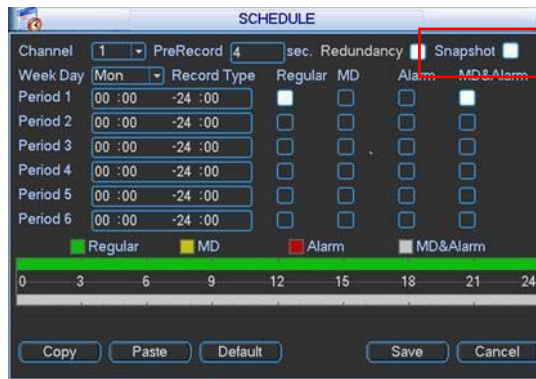 SCHEDULE
Channel 1 PreRecord 4 sec. Redundancy Snapshot
Week Day Mon Record Type Regular MD Alarm MD&Alarm
Period 1 00 :00 -24 :00
Period 2 00 :00 -24 :00
Period 3 00 :00 -24 :00
Period 4 00 :00 -24 :00
Period 5 00 :00 -24 :00
Period 6 00 :00 -24 :00
Regular MD Alarm MD&Alarm
0 3 6 9 12 15 18 21 24
Copy Paste Default Save Cancel